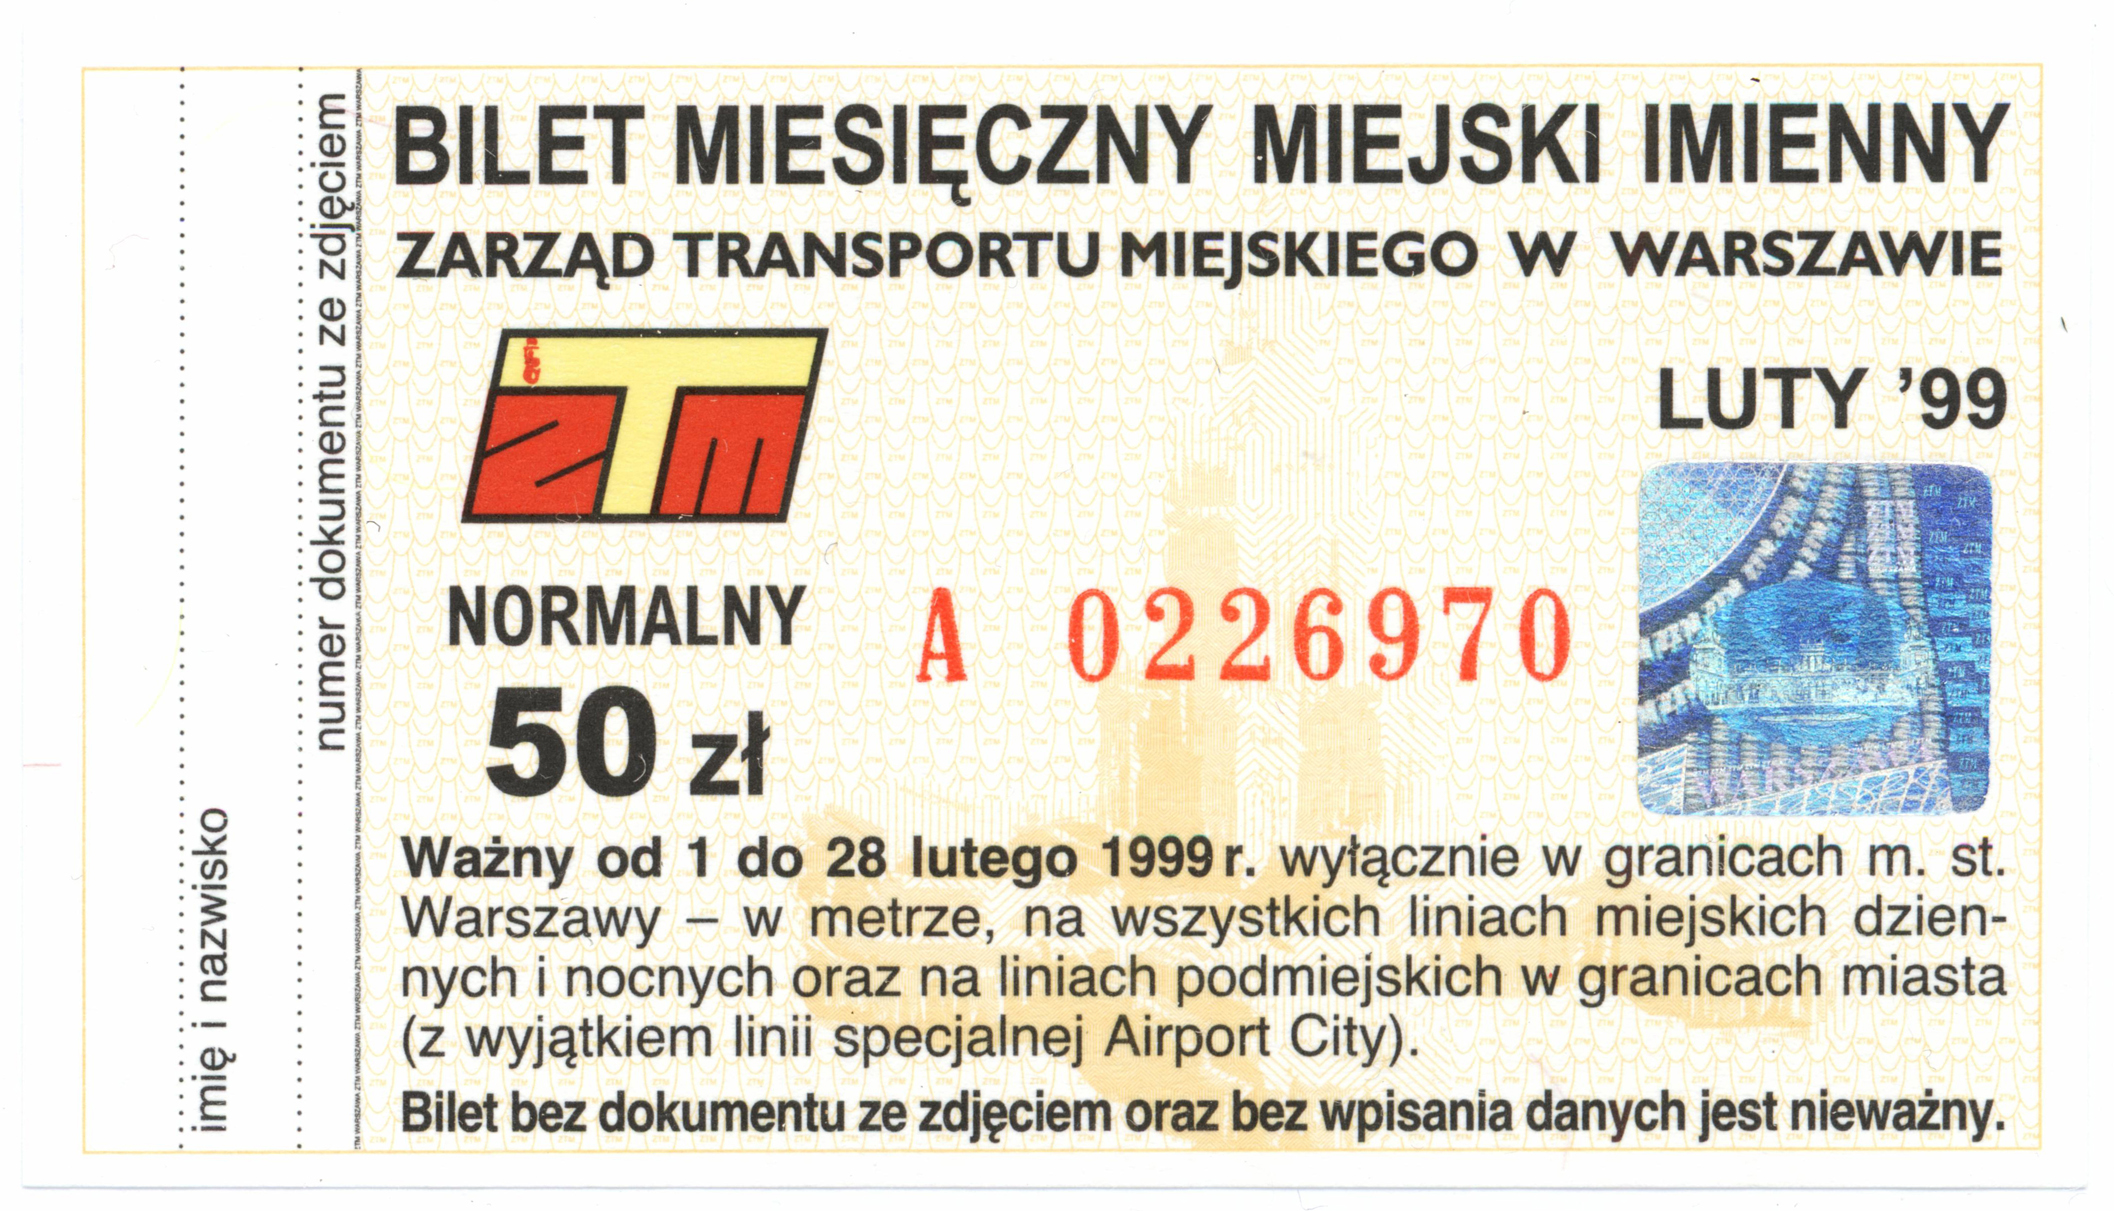 BILET MIESIĘCZNY MIEJSKI IMIENNY
ZARZĄD TRANSPORTU MIEJSKIEGO W WARSZAWIE
ZTM
LUTY ’99
NORMALNY
A 0226970
50 zł
Ważny od 1 do 28 lutego 1999 r. wyłącznie w granicach m. st.
Warszawy – w metrze, na wszystkich liniach miejskich dzien-
nych i nocnych oraz na liniach podmiejskich w granicach miasta
(z wyjątkiem linii specjalnej Airport City).
Bilet bez dokumentu ze zdjęciem oraz bez wpisania danych jest nieważny.
imię i nazwisko
numer dokumentu ze zdjęciem